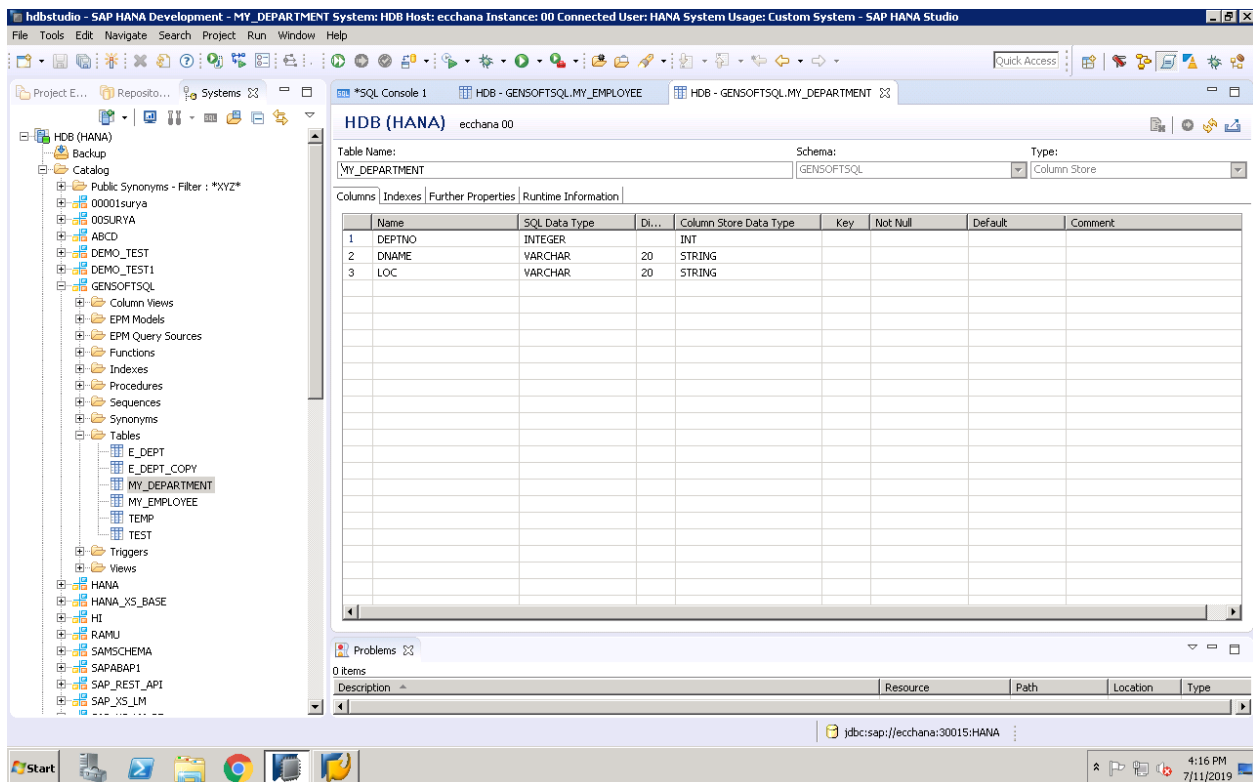 hdbstudio - SAP HANA Development - MY_DEPARTMENT System: HDB Host: ecchana Instance: 00 Connected User: HANA System Usage: Custom System - SAP HANA Studio
File Tools Edit Navigate Search Project Run Window Help
Quick Access
Project E... Reposito... Systems
*SQL Console 1 HDB - GENSOFTSQL.MY_EMPLOYEE HDB - GENSOFTSQL.MY_DEPARTMENT
HDB (HANA)
Backup
Catalog
Public Synonyms - Filter : *XYZ*
00001surya
00SURYA
ABCD
DEMO_TEST
DEMO_TEST1
GENSOFTSQL
Column Views
EPM Models
EPM Query Sources
Functions
Indexes
Procedures
Sequences
Synonyms
Tables
E_DEPT
E_DEPT_COPY
MY_DEPARTMENT
MY_EMPLOYEE
TEMP
TEST
Triggers
Views
HANA
HANA_XS_BASE
HI
RAMU
SAMSCHEMA
SAPABAP1
SAP_REST_API
SAP_XS_LM
HDB (HANA) ecchana 00
Table Name: Schema: Type:
MY_DEPARTMENT GENSOFTSQL Column Store
Columns Indexes Further Properties Runtime Information
Name SQL Data Type Di... Column Store Data Type Key Not Null Default Comment
1 DEPTNO INTEGER INT
2 DNAME VARCHAR 20 STRING
3 LOC VARCHAR 20 STRING
Problems
0 items
Description Resource Path Location Type
jdbc:sap://ecchana:30015:HANA
Start
4:16 PM
7/11/2019